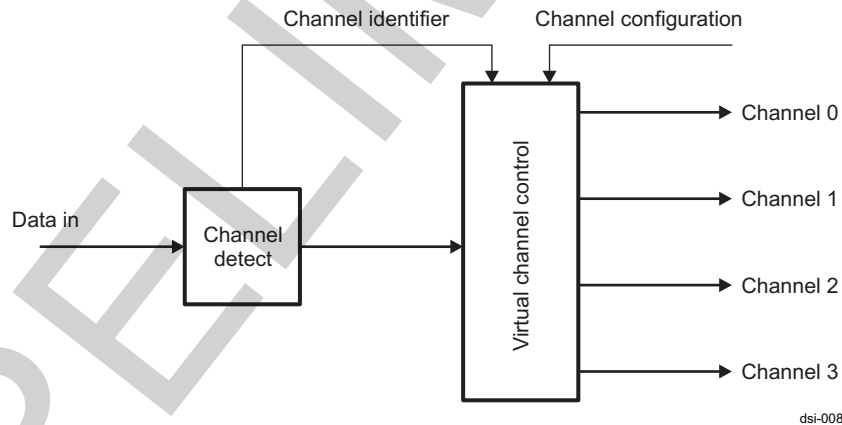 Channel identifier
Channel configuration
Channel 0
Channel 1
Data in
Channel
detect
Virtual channel control
Channel 2
Channel 3
dsi-008